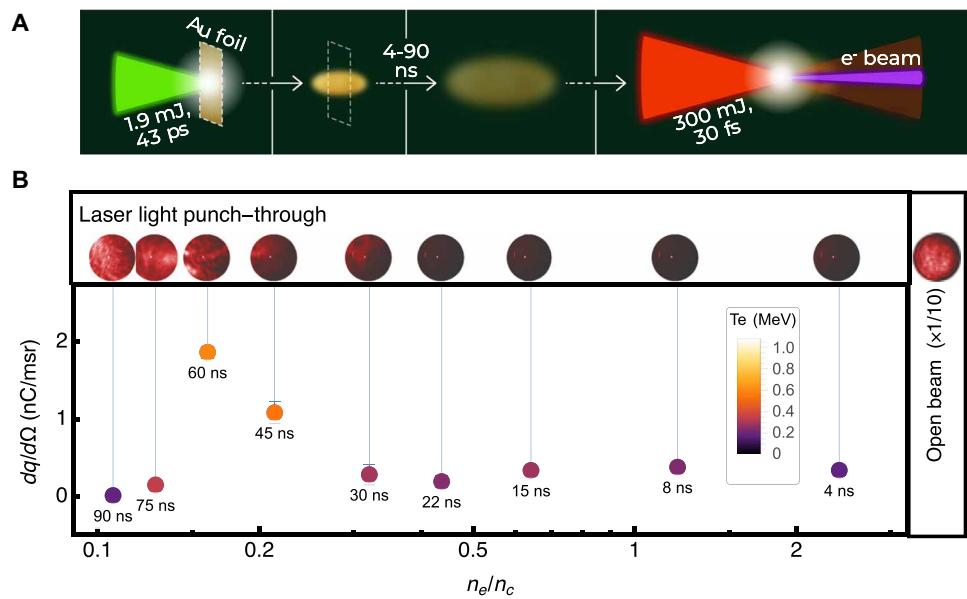 A
Au foil
1.9 mJ,
43 ps
4-90
ns
300 mJ,
30 fs
e⁻ beam
B
Laser light punch–through
Open beam (×1/10)
dq/dΩ (nC/msr)
2
1
0
90 ns
75 ns
60 ns
45 ns
30 ns
22 ns
15 ns
8 ns
4 ns
Te (MeV)
1.0
0.8
0.6
0.4
0.2
0
0.1
0.2
0.5
1
2
nₑ/n꜀